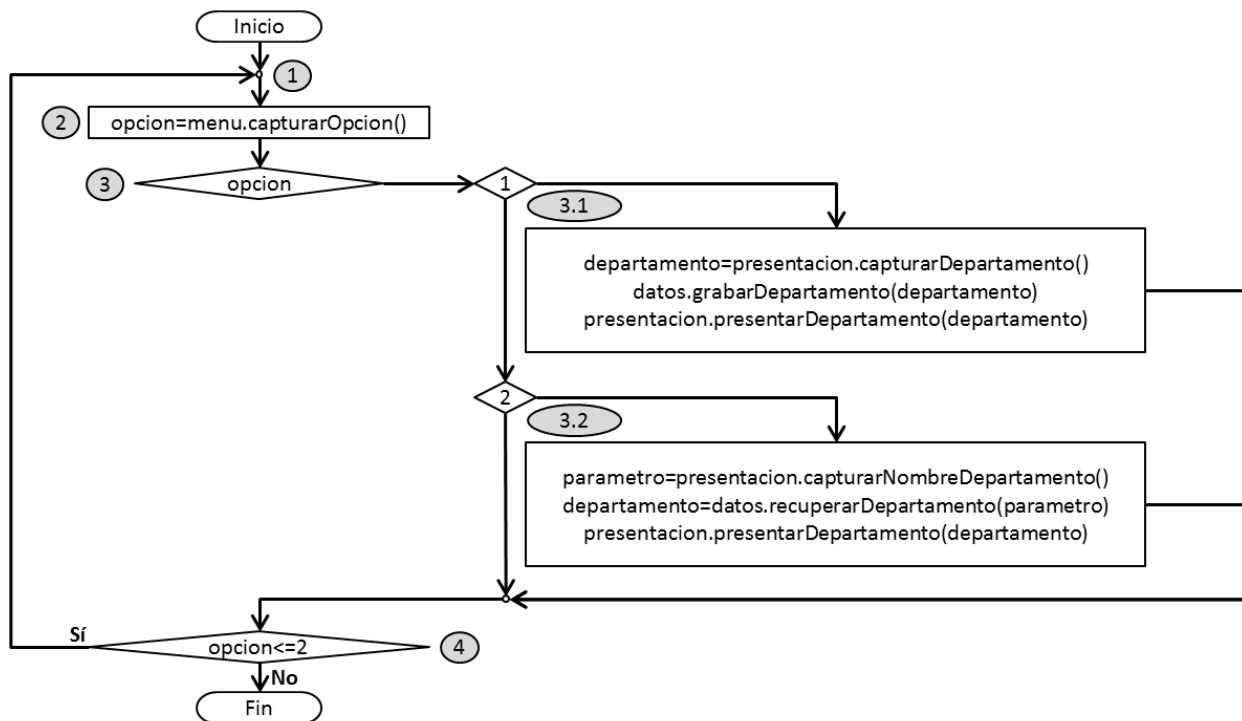 Inicio
1
2
opcion=menu.capturarOpcion()
3
opcion
1
3.1
departamento=presentacion.capturarDepartamento()
datos.grabarDepartamento(departamento)
presentacion.presentarDepartamento(departamento)
2
3.2
parametro=presentacion.capturarNombreDepartamento()
departamento=datos.recuperarDepartamento(parametro)
presentacion.presentarDepartamento(departamento)
Sí
opcion<=2
4
No
Fin